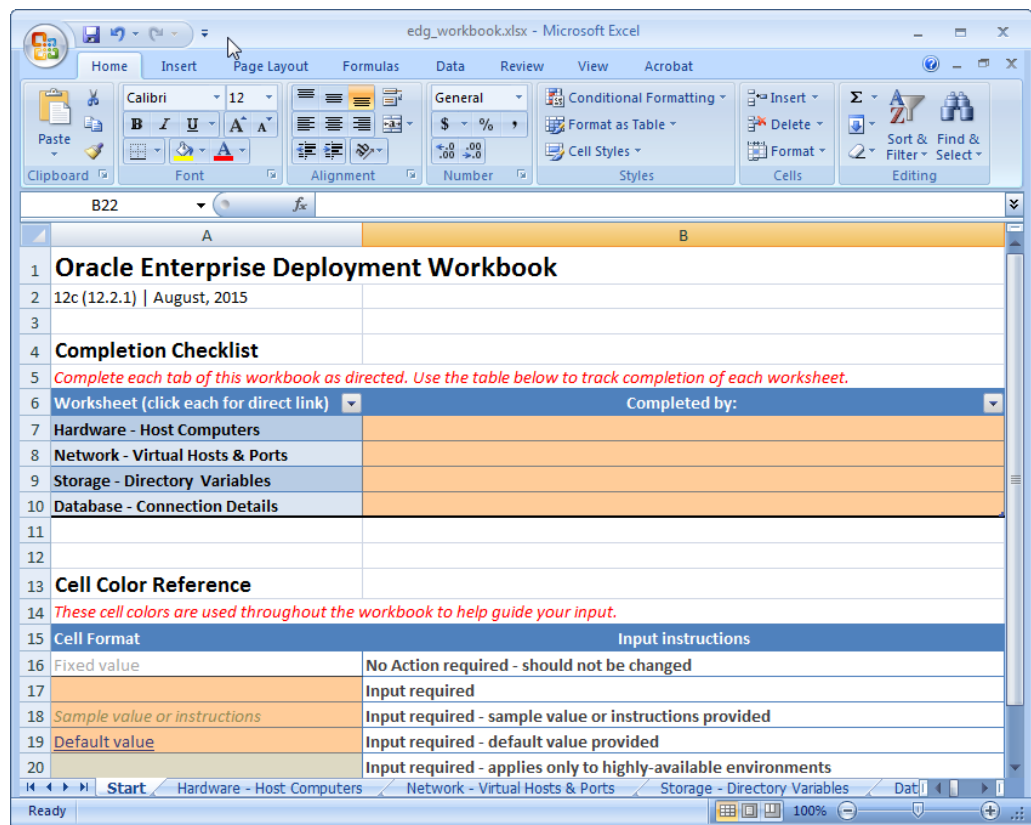 edg_workbook.xlsx - Microsoft Excel
Home Insert Page Layout Formulas Data Review View Acrobat
Paste
Calibri 12
B I U A A
A
General
$ % ,
.0 .00 .00 .0
Conditional Formatting
Format as Table
Cell Styles
Insert
Delete
Format
Σ
Sort & Filter
Find & Select
Clipboard Font Alignment Number Styles Cells Editing
B22 fx
A B
1 Oracle Enterprise Deployment Workbook
2 12c (12.2.1) | August, 2015
3
4 Completion Checklist
5 Complete each tab of this workbook as directed. Use the table below to track completion of each worksheet.
6 Worksheet (click each for direct link) Completed by:
7 Hardware - Host Computers
8 Network - Virtual Hosts & Ports
9 Storage - Directory Variables
10 Database - Connection Details
11
12
13 Cell Color Reference
14 These cell colors are used throughout the workbook to help guide your input.
15 Cell Format Input instructions
16 Fixed value No Action required - should not be changed
17 Input required
18 Sample value or instructions Input required - sample value or instructions provided
19 Default value Input required - default value provided
20 Input required - applies only to highly-available environments
Start Hardware - Host Computers Network - Virtual Hosts & Ports Storage - Directory Variables Dat
Ready 100%